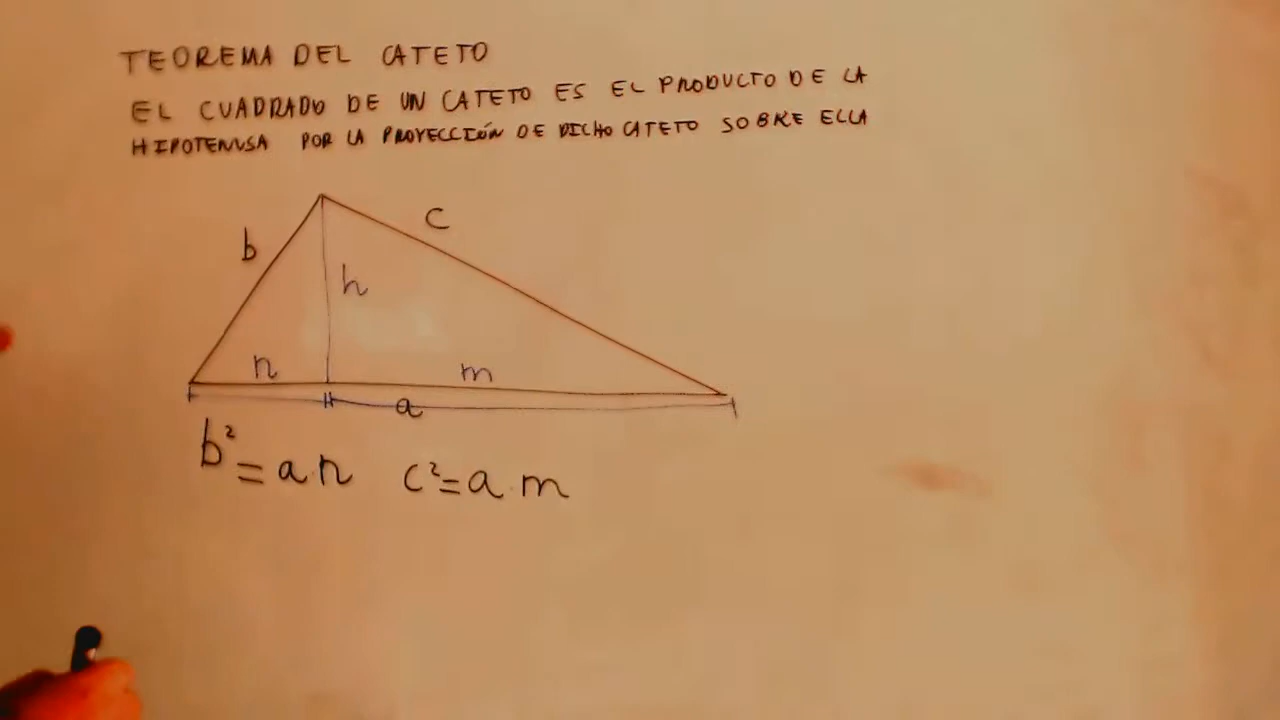 TEOREMA DEL CATETO
EL CUADRADO DE UN CATETO ES EL PRODUCTO DE LA
HIPOTENUSA POR LA PROYECCIÓN DE DICHO CATETO SOBRE ELLA
b c
h
n m
a
b² = a·n c² = a·m